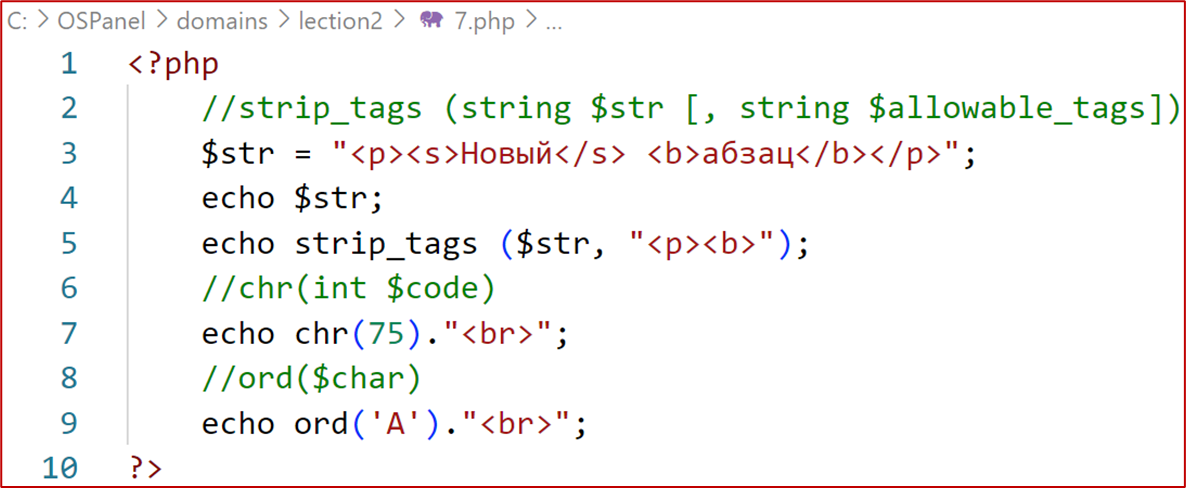 C: > OSPanel > domains > lection2 > 7.php > ...
1 <?php
2 //strip_tags (string $str [, string $allowable_tags])
3 $str = "<p><s>Новый</s> <b>абзац</b></p>";
4 echo $str;
5 echo strip_tags ($str, "<p><b>");
6 //chr(int $code)
7 echo chr(75)."<br>";
8 //ord($char)
9 echo ord('A')."<br>";
10 ?>